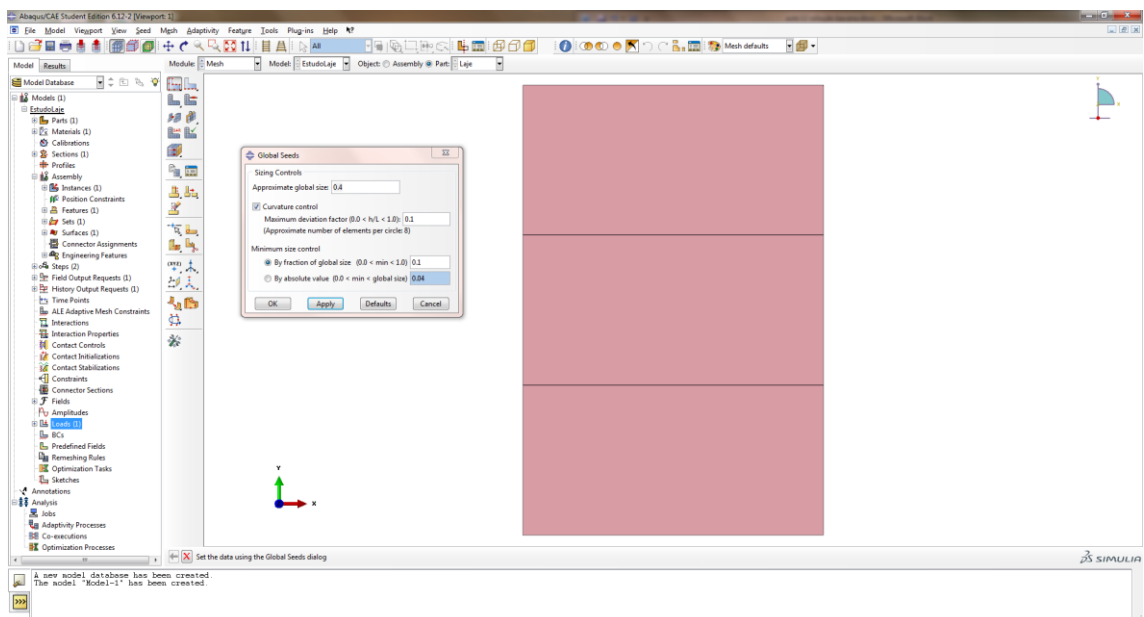 Abaqus/CAE Student Edition 6.12-2 [Viewport: 1]
File Model Viewport View Seed Mesh Adaptivity Feature Tools Plug-ins Help
All
Mesh defaults
Model Results
Module: Mesh Model: EstudoLaje Object: Assembly Part: Laje
Model Database
Models (1)
EstudoLaje
Parts (1)
Materials (1)
Calibrations
Sections (1)
Profiles
Assembly
Instances (1)
Position Constraints
Features (1)
Sets (1)
Surfaces (1)
Connector Assignments
Engineering Features
Steps (2)
Field Output Requests (1)
History Output Requests (1)
Time Points
ALE Adaptive Mesh Constraints
Interactions
Interaction Properties
Contact Controls
Contact Initializations
Contact Stabilizations
Constraints
Connector Sections
Fields
Amplitudes
Loads (1)
BCs
Predefined Fields
Remeshing Rules
Optimization Tasks
Sketches
Annotations
Analysis
Jobs
Adaptivity Processes
Co-executions
Optimization Processes
Global Seeds
Sizing Controls
Approximate global size: 0.4
Curvature control
Maximum deviation factor (0.0 < h/L < 1.0): 0.1
(Approximate number of elements per circle: 8)
Minimum size control
By fraction of global size (0.0 < min < 1.0) 0.1
By absolute value (0.0 < min < global size) 0.04
OK Apply Defaults Cancel
Y
X
Set the data using the Global Seeds dialog
SIMULIA
A new model database has been created.
The model "Model-1" has been created.
>>>